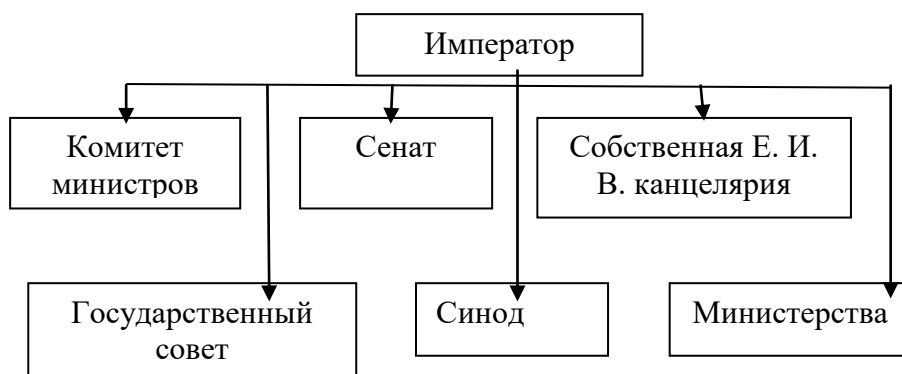 Император
Комитет
министров
Сенат
Собственная Е. И.
В. канцелярия
Государственный
совет
Синод
Министерства